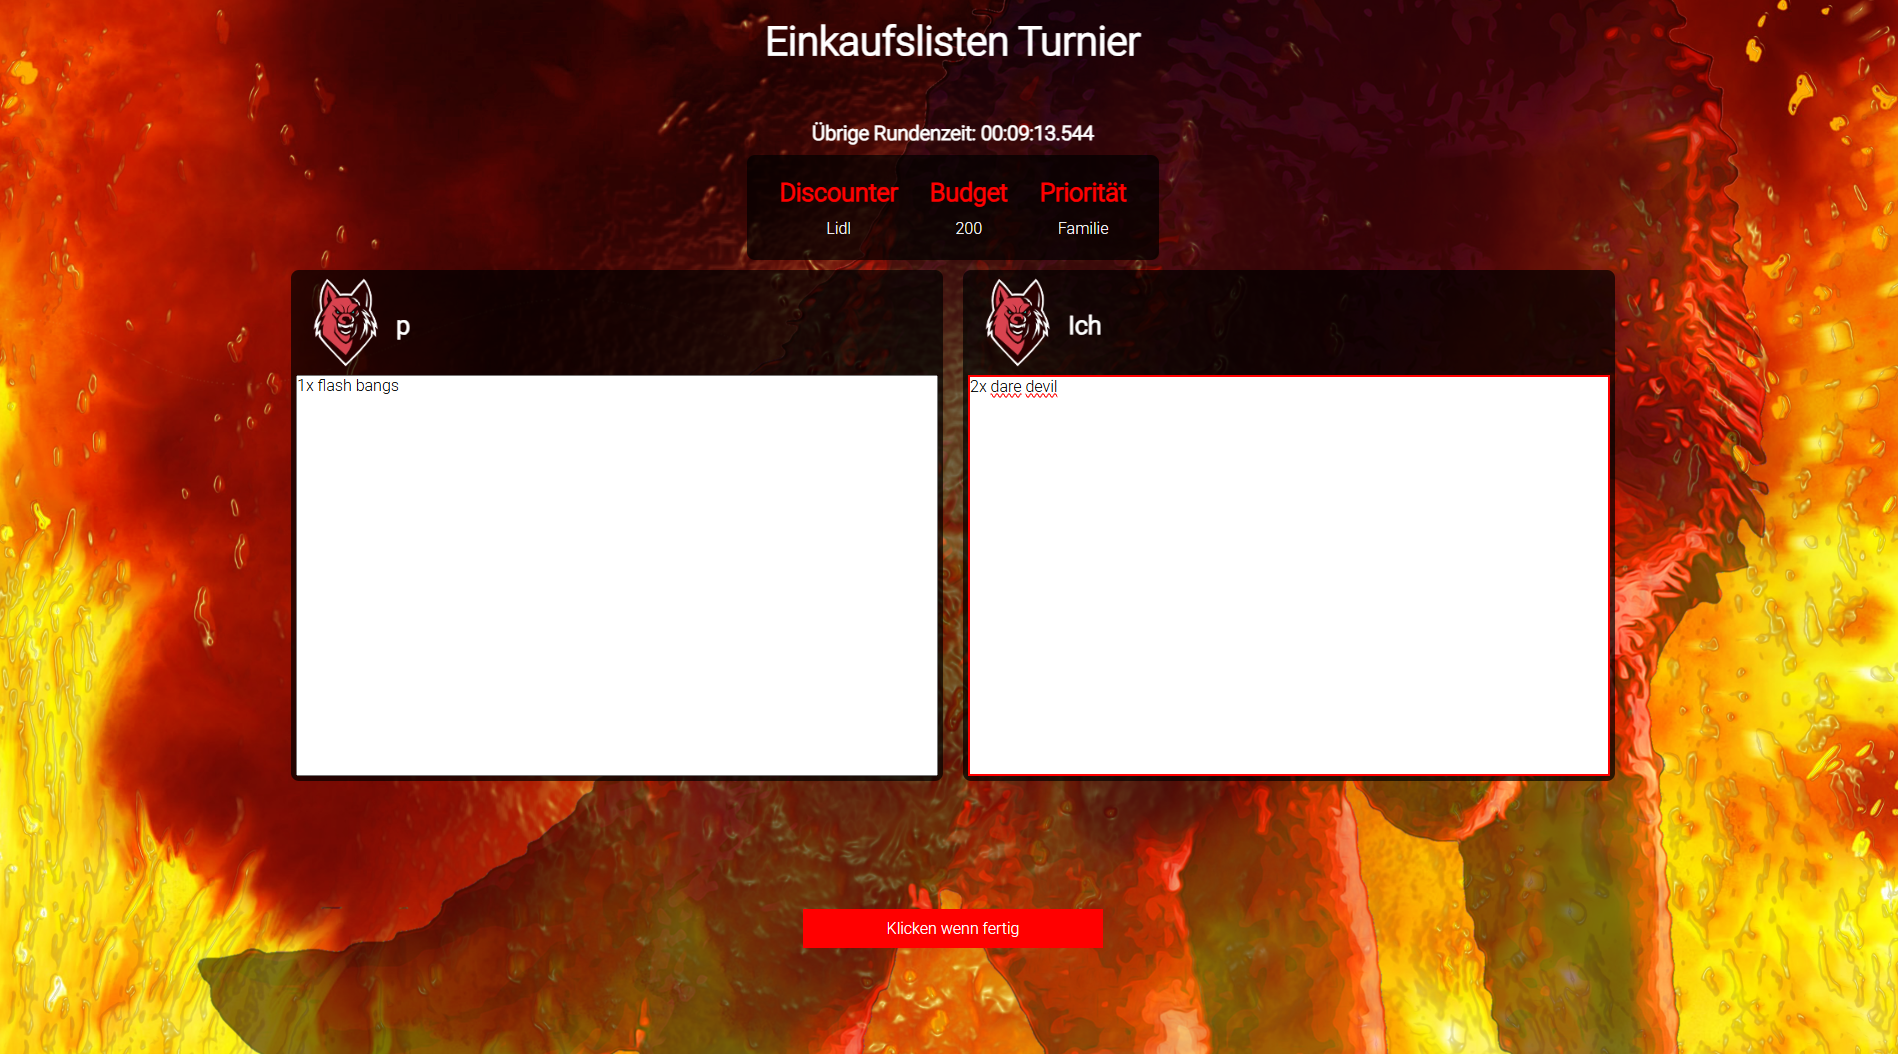 Einkaufslisten Turnier
Übrige Rundenzeit: 00:09:13.544
Discounter Budget Priorität
Lidl 200 Familie
p
1x flash bangs
Ich
2x dare devil
Klicken wenn fertig